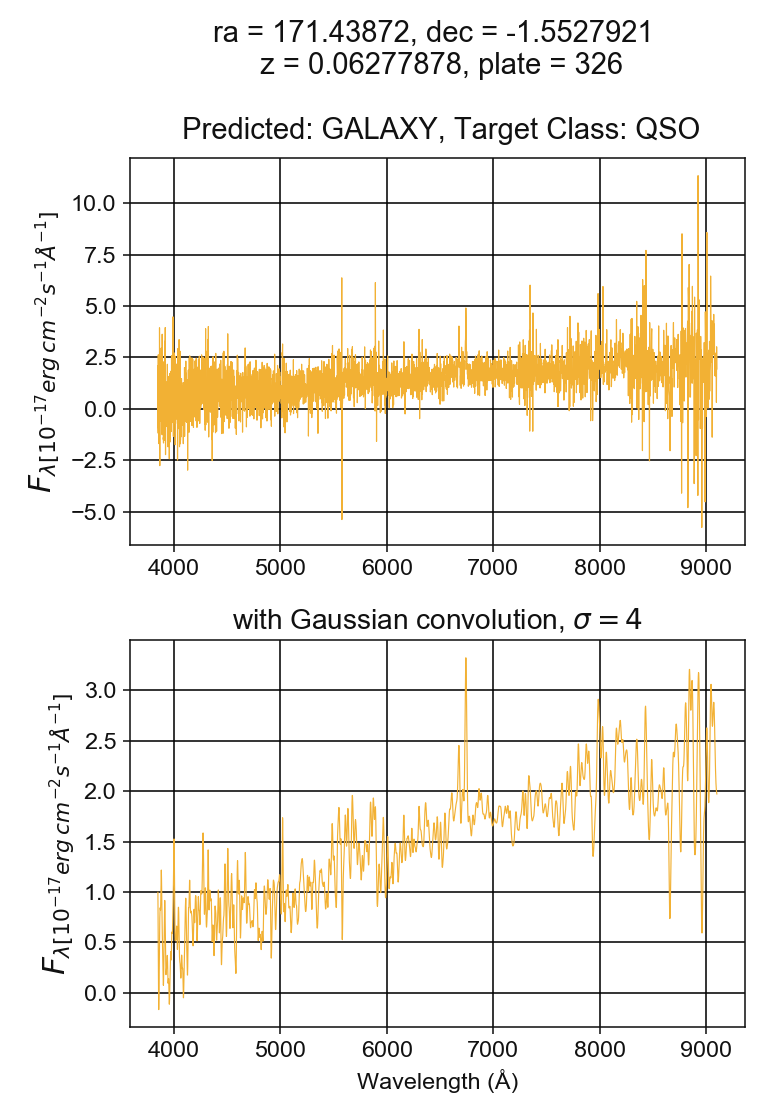 ra = 171.43872, dec = -1.5527921
z = 0.06277878, plate = 326
Predicted: GALAXY, Target Class: QSO
10.0
7.5
5.0
2.5
0.0
−2.5
−5.0
F_λ[10^{−17} erg cm^{−2} s^{−1} Å^{−1}]
4000 5000 6000 7000 8000 9000
with Gaussian convolution, σ = 4
3.0
2.5
2.0
1.5
1.0
0.5
0.0
F_λ[10^{−17} erg cm^{−2} s^{−1} Å^{−1}]
4000 5000 6000 7000 8000 9000
Wavelength (Å)